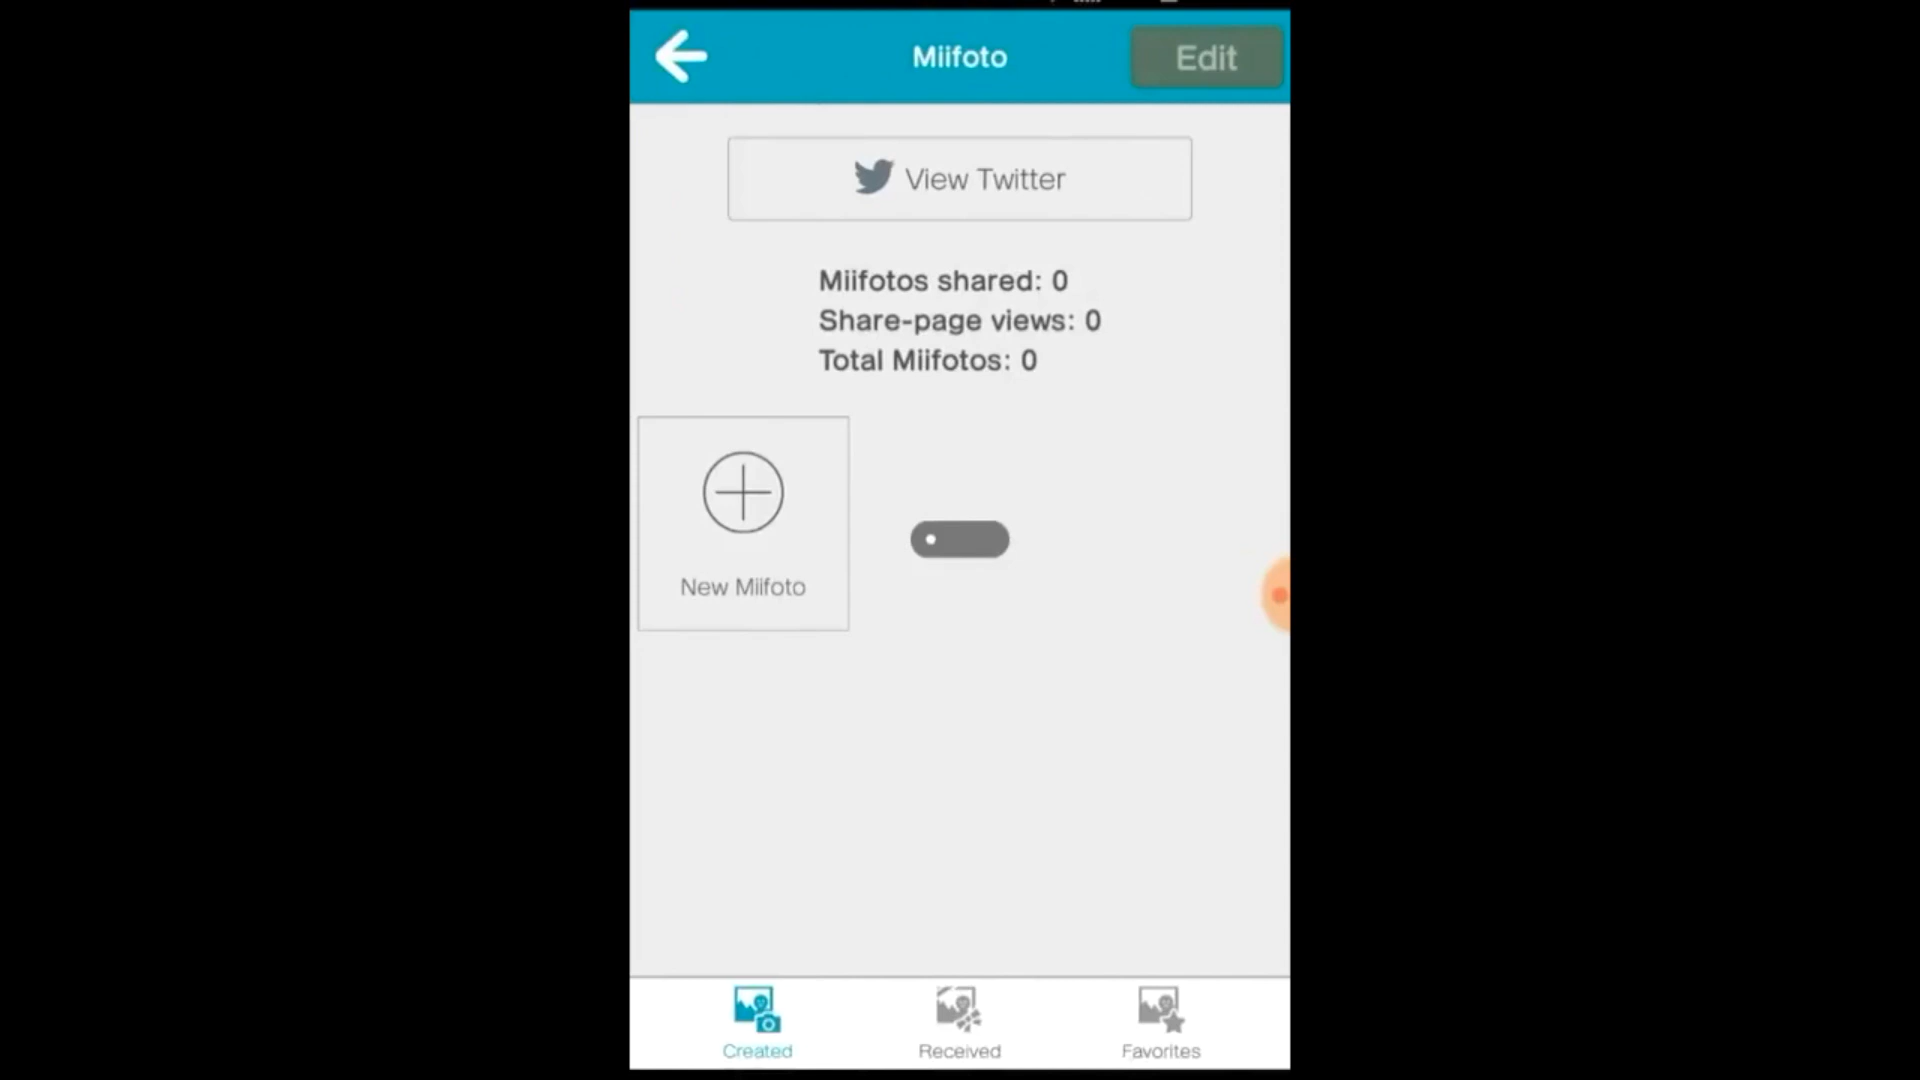 Miifoto
Edit
View Twitter
Miifotos shared: 0
Share-page views: 0
Total Miifotos: 0
New Miifoto
Created
Received
Favorites